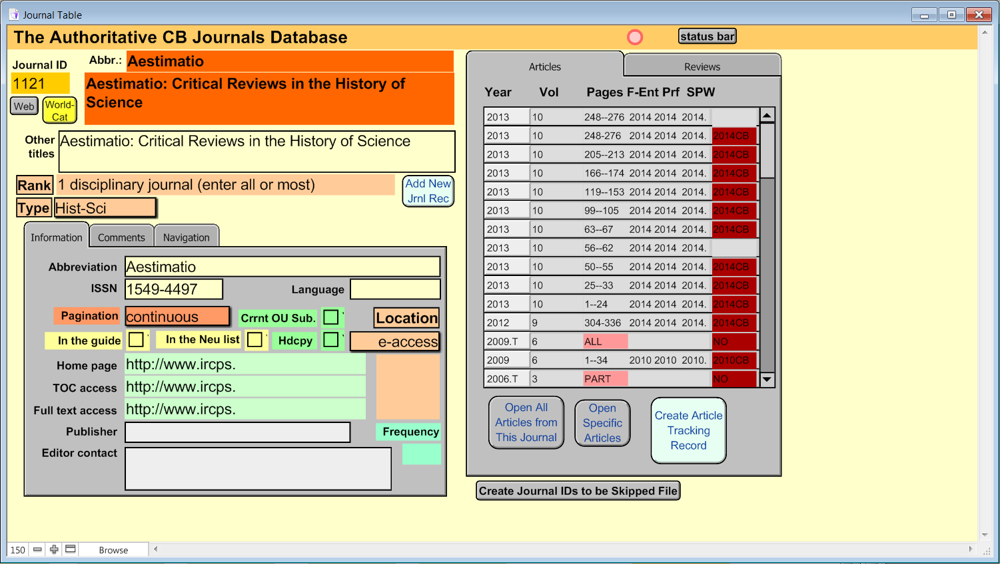 Journal Table
The Authoritative CB Journals Database
status bar
Journal ID
Abbr.: Aestimatio
1121
Aestimatio: Critical Reviews in the History of
Science
Web
World-
Cat
Other
titles
Aestimatio: Critical Reviews in the History of Science
Rank 1 disciplinary journal (enter all or most)
Add New
Jrnl Rec
Type Hist-Sci
Information Comments Navigation
Abbreviation Aestimatio
ISSN 1549-4497 Language
Pagination continuous Crrnt OU Sub. Location
In the guide In the Neu list Hdcpy e-access
Home page http://www.ircps.
TOC access http://www.ircps.
Full text access http://www.ircps.
Publisher Frequency
Editor contact
Articles Reviews
Year Vol Pages F-Ent Prf SPW
2013 10 248--276 2014 2014 2014.
2013 10 248-276 2014 2014 2014. 2014CB
2013 10 205--213 2014 2014 2014. 2014CB
2013 10 166--174 2014 2014 2014. 2014CB
2013 10 119--153 2014 2014 2014. 2014CB
2013 10 99--105 2014 2014 2014. 2014CB
2013 10 63--67 2014 2014 2014. 2014CB
2013 10 56--62 2014 2014 2014.
2013 10 50--55 2014 2014 2014. 2014CB
2013 10 25--33 2014 2014 2014. 2014CB
2013 10 1--24 2014 2014 2014. 2014CB
2012 9 304-336 2014 2014 2014. 2014CB
2009.T 6 ALL NO
2009 6 1--34 2010 2010 2010. 2010CB
2006.T 3 PART NO
Open All
Articles from
This Journal
Open
Specific
Articles
Create Article
Tracking
Record
Create Journal IDs to be Skipped File
150 Browse